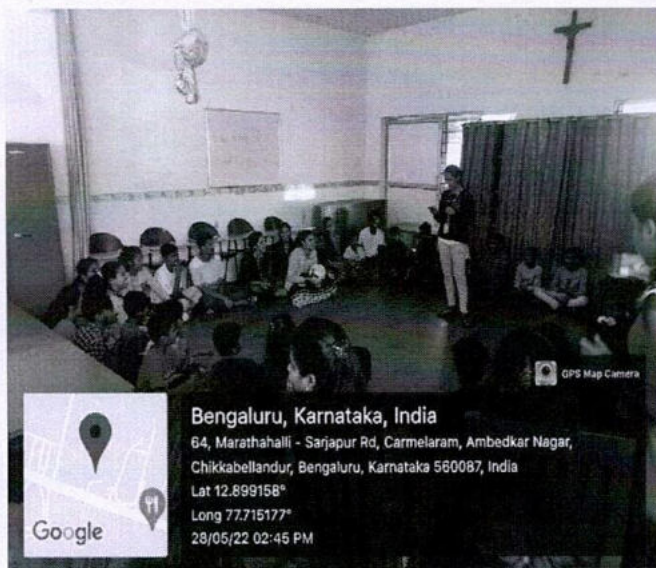 GPS Map Camera
Bengaluru, Karnataka, India
64, Marathahalli - Sarjapur Rd, Carmelaram, Ambedkar Nagar,
Chikkabellandur, Bengaluru, Karnataka 560087, India
Lat 12.899158°
Long 77.715177°
28/05/22 02:45 PM
Google